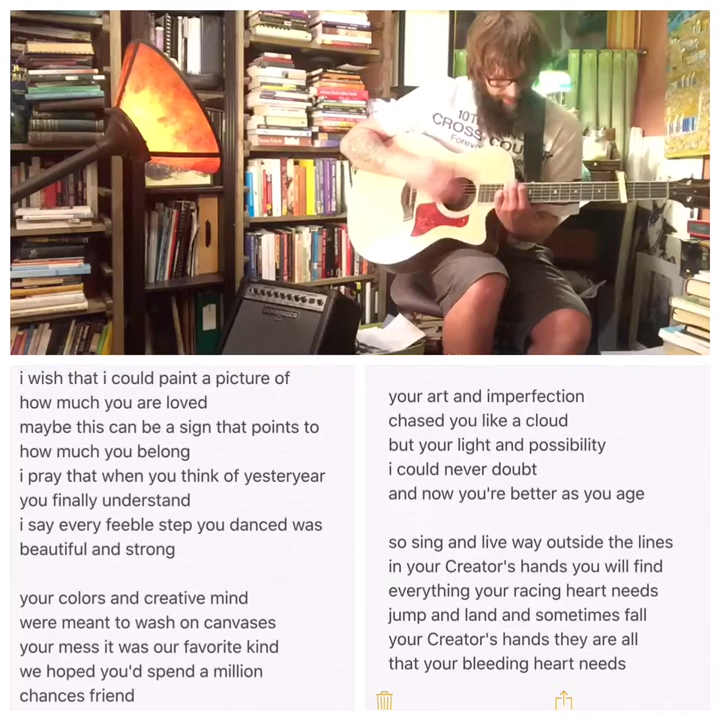 10TH
CROSS COU
Forev
BEHRINGER
i wish that i could paint a picture of
how much you are loved
maybe this can be a sign that points to
how much you belong
i pray that when you think of yesteryear
you finally understand
i say every feeble step you danced was
beautiful and strong
your colors and creative mind
were meant to wash on canvases
your mess it was our favorite kind
we hoped you'd spend a million
chances friend
your art and imperfection
chased you like a cloud
but your light and possibility
i could never doubt
and now you're better as you age
so sing and live way outside the lines
in your Creator's hands you will find
everything your racing heart needs
jump and land and sometimes fall
your Creator's hands they are all
that your bleeding heart needs